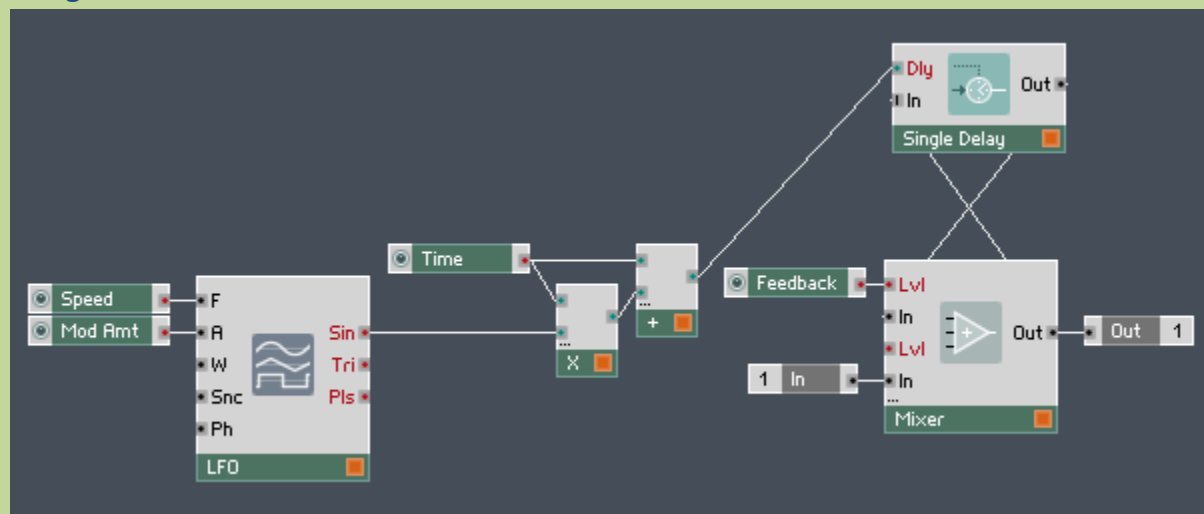 Dly
In
Out
Single Delay
Time
...
X
...
+
Speed
Mod Amt
F
A
W
Snc
Ph
Sin
Tri
Pls
LFO
Feedback
1 In
Lvl
In
Lvl
In
...
Out
Mixer
Out 1